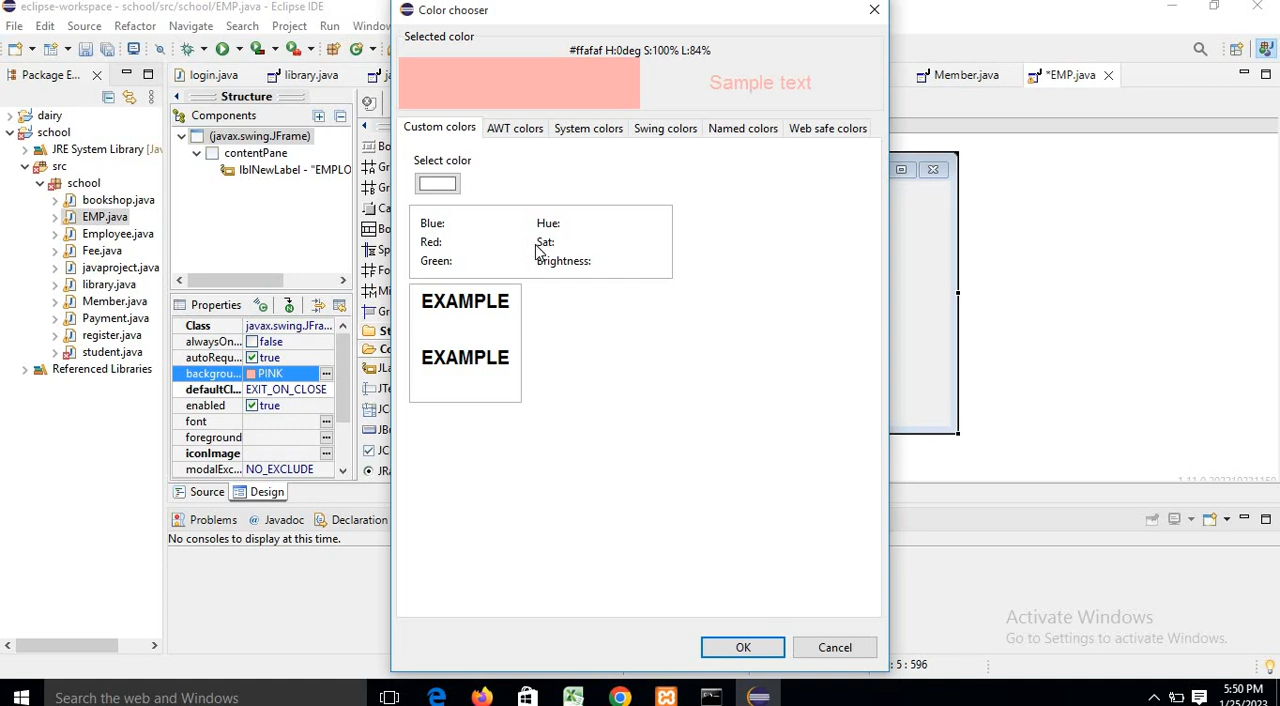 eclipse-workspace - school/src/school/EMP.java - Eclipse IDE
File Edit Source Refactor Navigate Search Project Run Window
Color chooser
Selected color
#ffafaf H:0deg S:100% L:84%
Sample text
Custom colors AWT colors System colors Swing colors Named colors Web safe colors
Select color
Blue: Hue:
Red: Sat:
Green: Brightness:
EXAMPLE
EXAMPLE
OK Cancel
Package E...
dairy
school
JRE System Library [Jav
src
school
bookshop.java
EMP.java
Employee.java
Fee.java
javaproject.java
library.java
Member.java
Payment.java
register.java
student.java
Referenced Libraries
login.java library.java Member.java *EMP.java
Structure
Components
(javax.swing.JFrame)
contentPane
lblNewLabel - "EMPLO
Properties
Class javax.swing.JFra...
alwaysOn... false
autoRequ... true
backgrou... PINK
defaultCl... EXIT_ON_CLOSE
enabled true
font
foreground
iconImage
modalExc... NO_EXCLUDE
Source Design
Problems Javadoc Declaration
No consoles to display at this time.
Activate Windows
Go to Settings to activate Windows.
: 5 : 596
Search the web and Windows
5:50 PM
1/25/2023